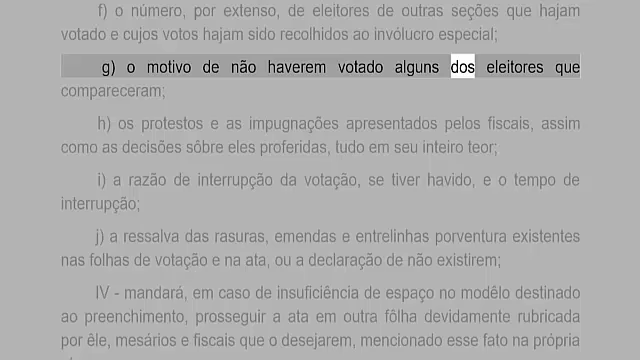 f) o número, por extenso, de eleitores de outras seções que hajam
votado e cujos votos hajam sido recolhidos ao invólucro especial;
g) o motivo de não haverem votado alguns dos eleitores que
compareceram;
h) os protestos e as impugnações apresentados pelos fiscais, assim
como as decisões sôbre eles proferidas, tudo em seu inteiro teor;
i) a razão de interrupção da votação, se tiver havido, e o tempo de
interrupção;
j) a ressalva das rasuras, emendas e entrelinhas porventura existentes
nas folhas de votação e na ata, ou a declaração de não existirem;
IV - mandará, em caso de insuficiência de espaço no modêlo destinado
ao preenchimento, prosseguir a ata em outra fôlha devidamente rubricada
por êle, mesários e fiscais que o desejarem, mencionado esse fato na própria